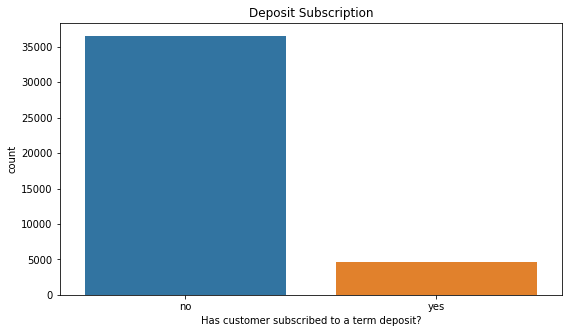 Deposit Subscription
35000
30000
25000
20000
15000
10000
5000
0
count
no
yes
Has customer subscribed to a term deposit?